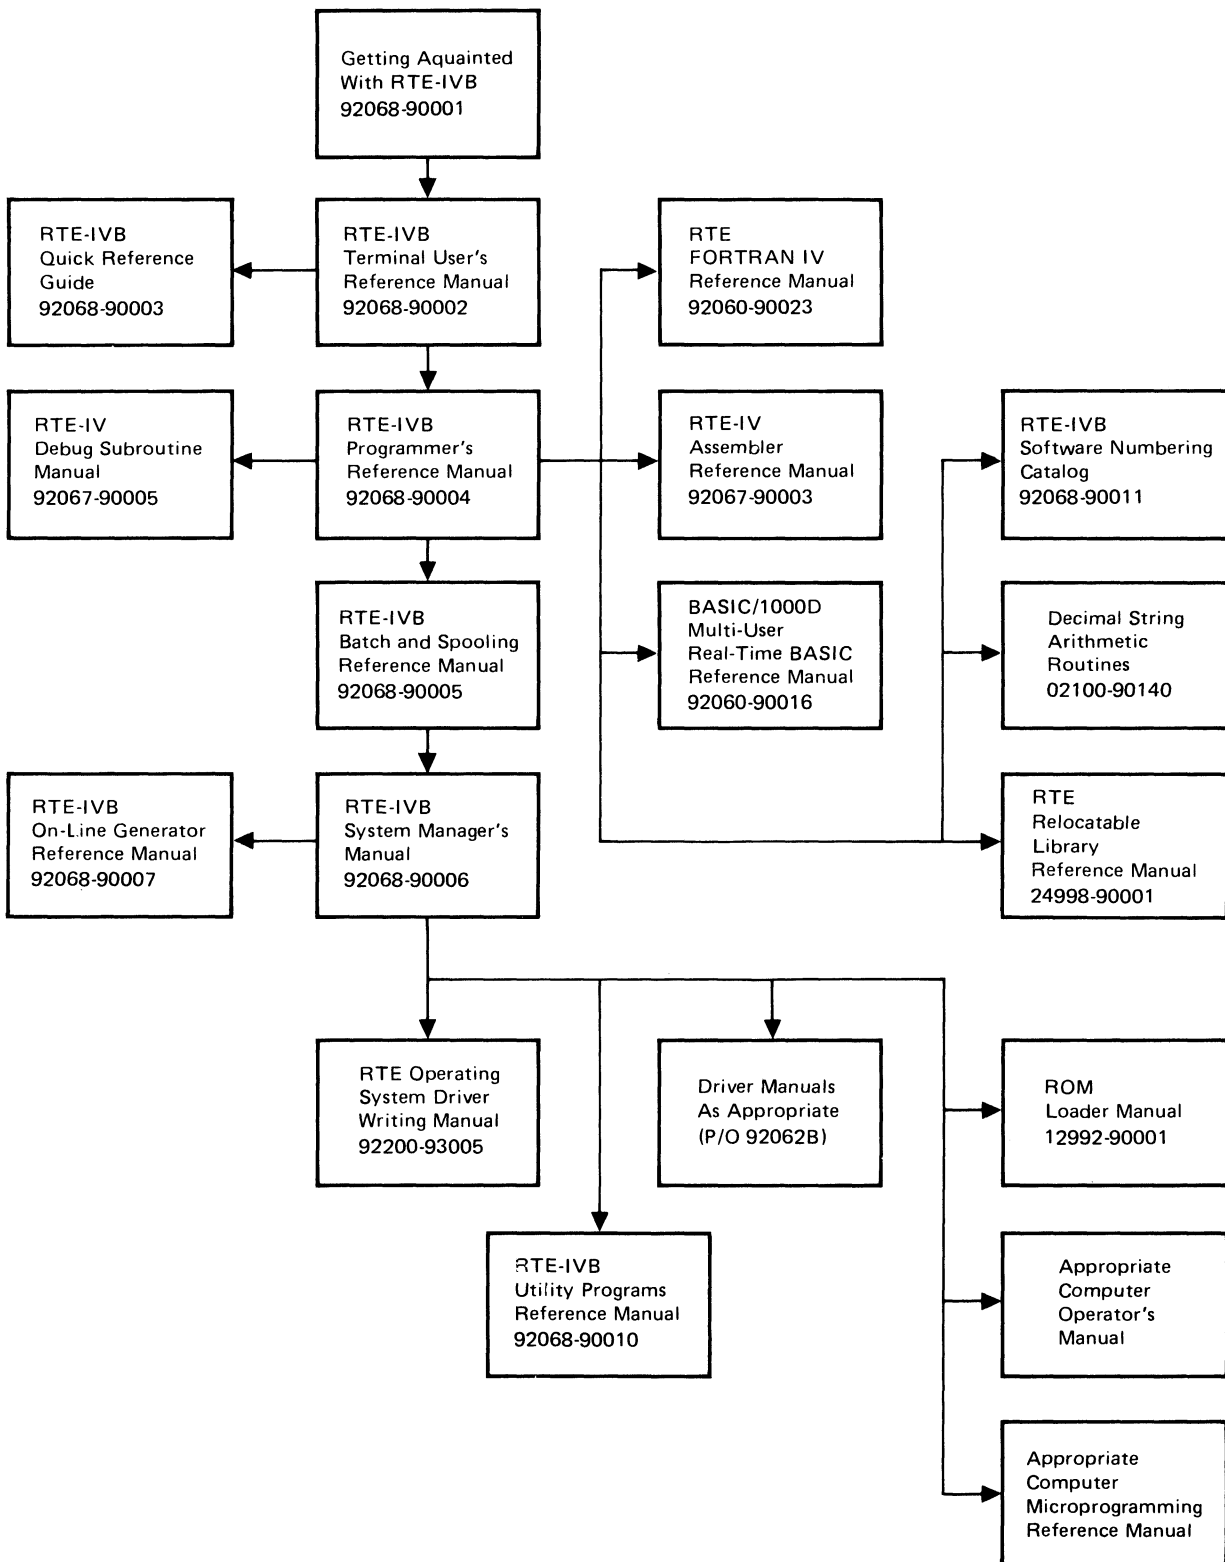 Getting Aquainted
With RTE-IVB
92068-90001
RTE-IVB
Quick Reference
Guide
92068-90003
RTE-IVB
Terminal User's
Reference Manual
92068-90002
RTE
FORTRAN IV
Reference Manual
92060-90023
RTE-IV
Debug Subroutine
Manual
92067-90005
RTE-IVB
Programmer's
Reference Manual
92068-90004
RTE-IV
Assembler
Reference Manual
92067-90003
RTE-IVB
Software Numbering
Catalog
92068-90011
RTE-IVB
Batch and Spooling
Reference Manual
92068-90005
BASIC/1000D
Multi-User
Real-Time BASIC
Reference Manual
92060-90016
Decimal String
Arithmetic
Routines
02100-90140
RTE-IVB
On-Line Generator
Reference Manual
92068-90007
RTE-IVB
System Manager's
Manual
92068-90006
RTE
Relocatable
Library
Reference Manual
24998-90001
RTE Operating
System Driver
Writing Manual
92200-93005
Driver Manuals
As Appropriate
(P/O 92062B)
ROM
Loader Manual
12992-90001
RTE-IVB
Utility Programs
Reference Manual
92068-90010
Appropriate
Computer
Operator's
Manual
Appropriate
Computer
Microprogramming
Reference Manual